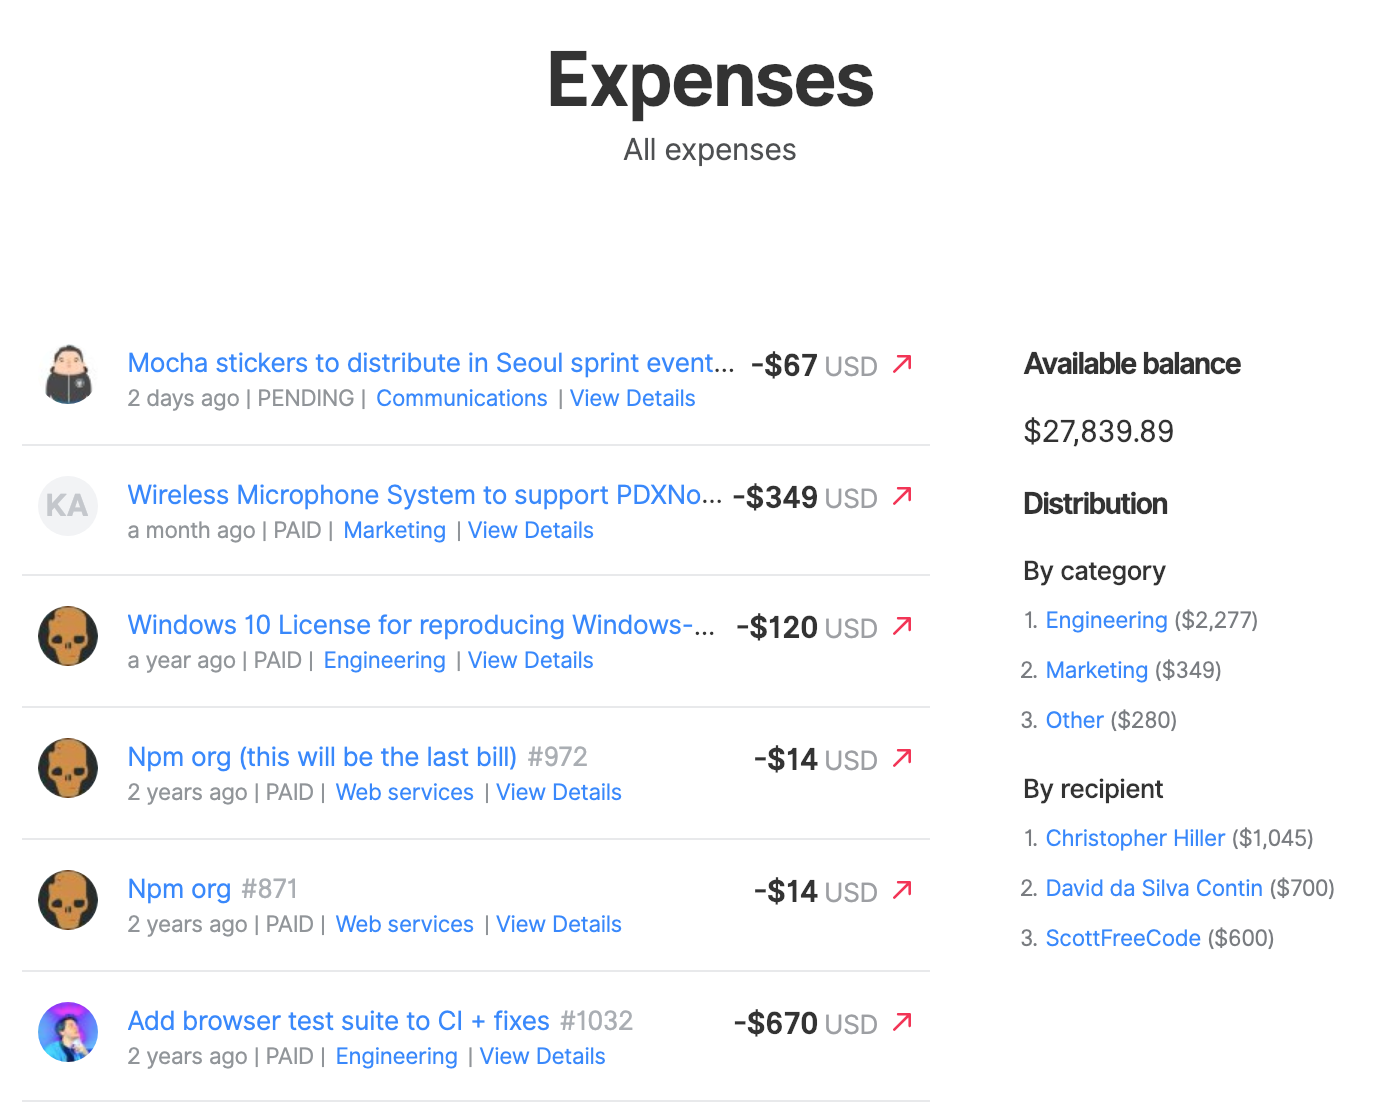 Expenses
All expenses
Mocha stickers to distribute in Seoul sprint event... -$67 USD
2 days ago | PENDING | Communications | View Details
KA
Wireless Microphone System to support PDXNo... -$349 USD
a month ago | PAID | Marketing | View Details
Windows 10 License for reproducing Windows-... -$120 USD
a year ago | PAID | Engineering | View Details
Npm org (this will be the last bill) #972 -$14 USD
2 years ago | PAID | Web services | View Details
Npm org #871 -$14 USD
2 years ago | PAID | Web services | View Details
Add browser test suite to CI + fixes #1032 -$670 USD
2 years ago | PAID | Engineering | View Details
Available balance
$27,839.89
Distribution
By category
1. Engineering ($2,277)
2. Marketing ($349)
3. Other ($280)
By recipient
1. Christopher Hiller ($1,045)
2. David da Silva Contin ($700)
3. ScottFreeCode ($600)